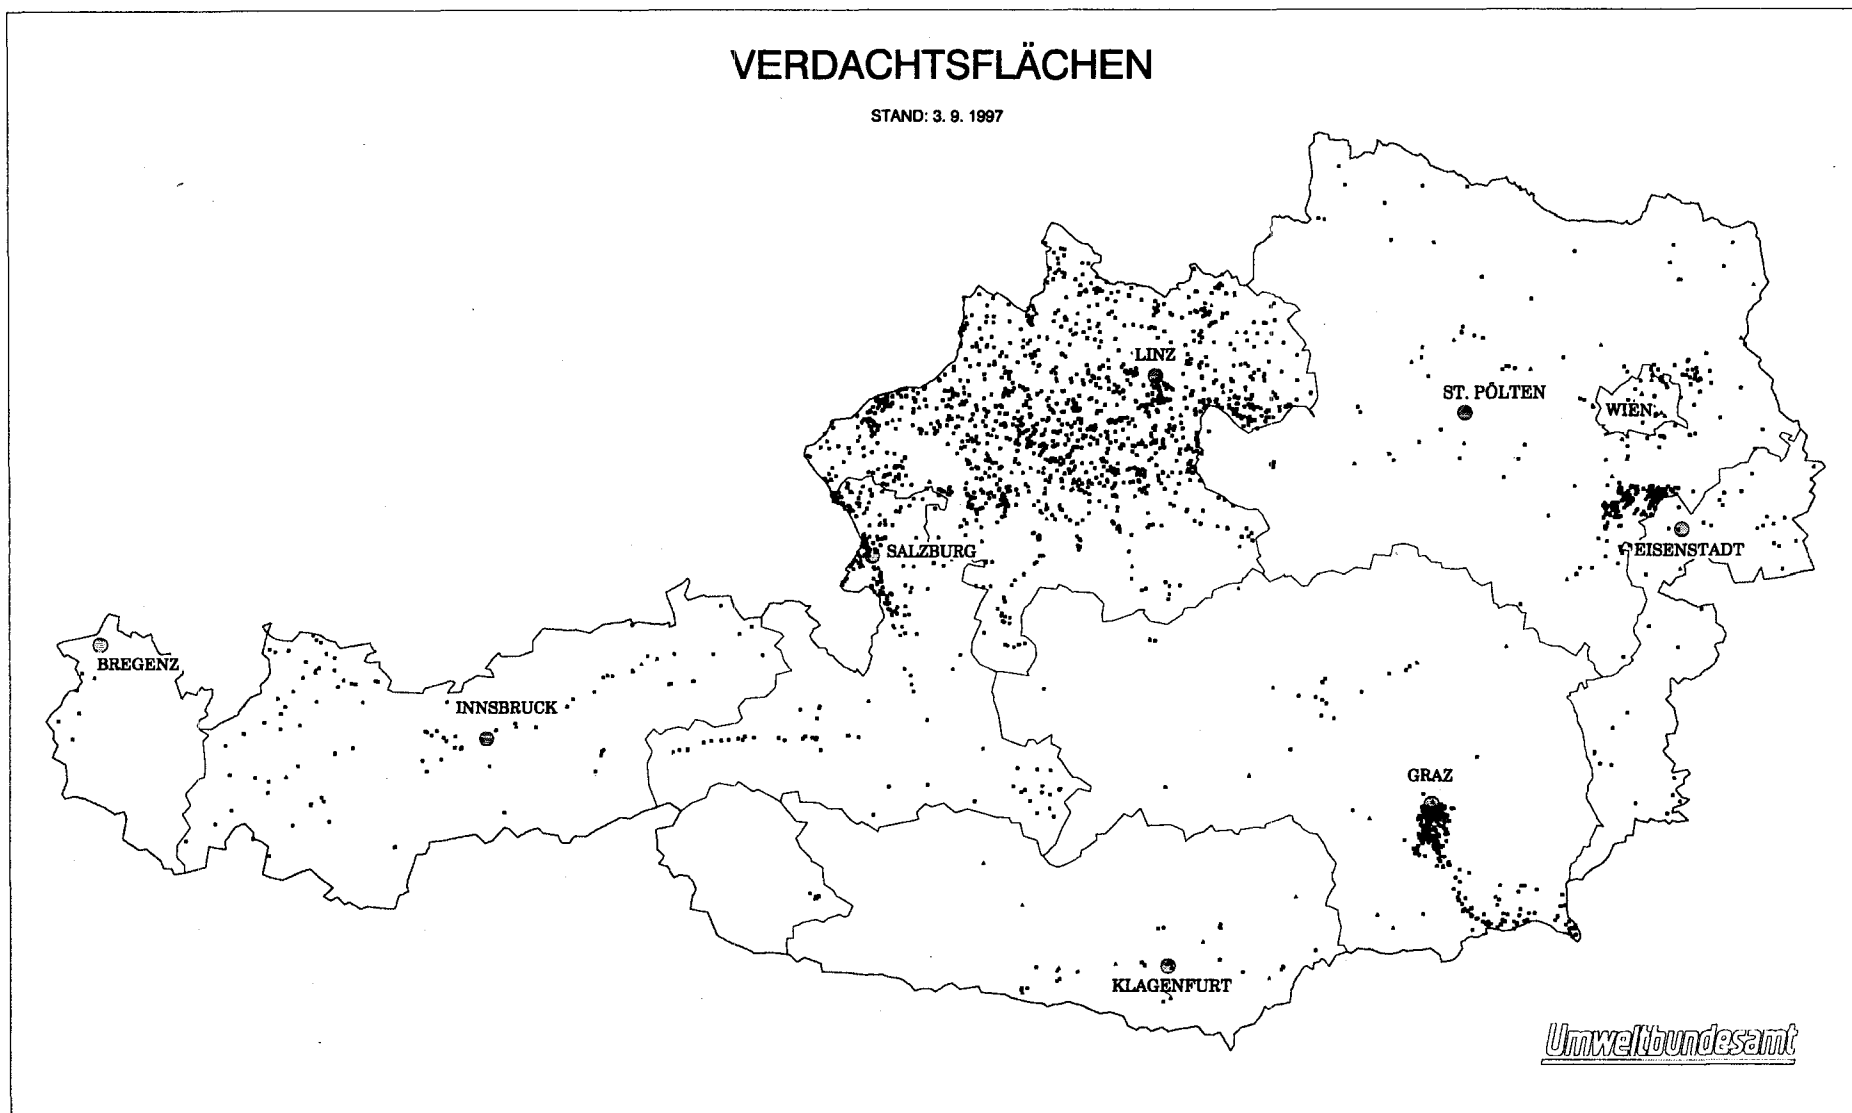 VERDACHTSFLÄCHEN
STAND: 3. 9. 1997
LINZ
ST. PÖLTEN
WIEN
SALZBURG
EISENSTADT
BREGENZ
INNSBRUCK
GRAZ
KLAGENFURT
Umweltbundesamt